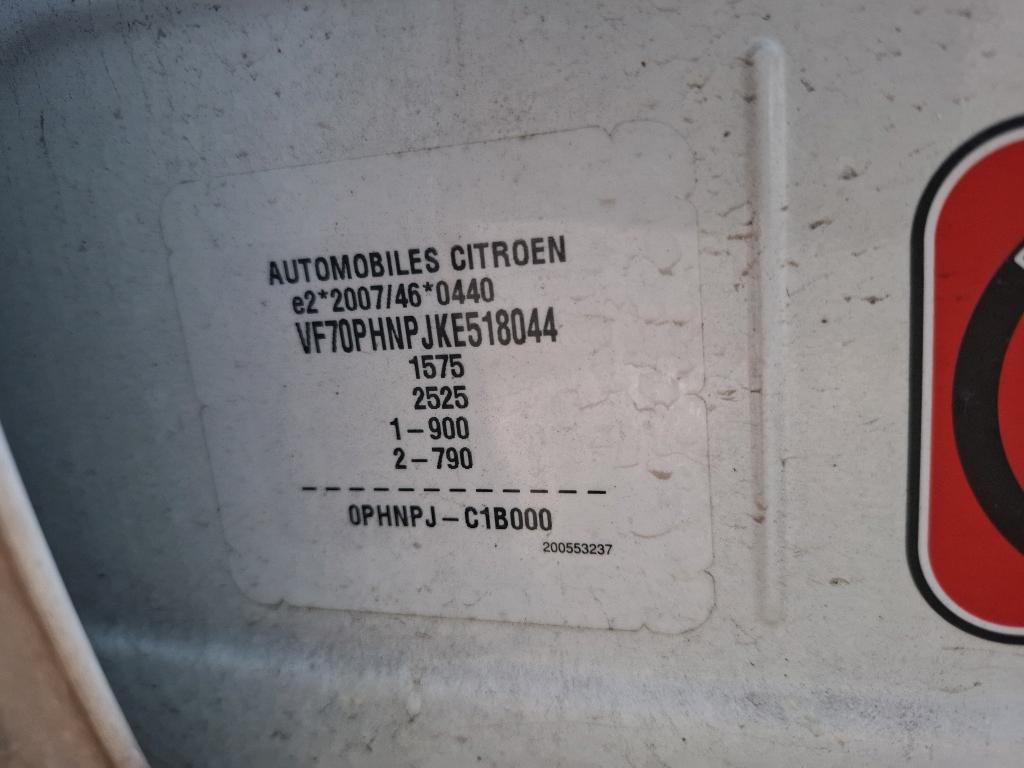 AUTOMOBILES CITROEN
e2*2007/46*0440
VF70PHNPJKE518044
1575
2525
1-900
2-790
------------
0PHNPJ-C1B000
200553237